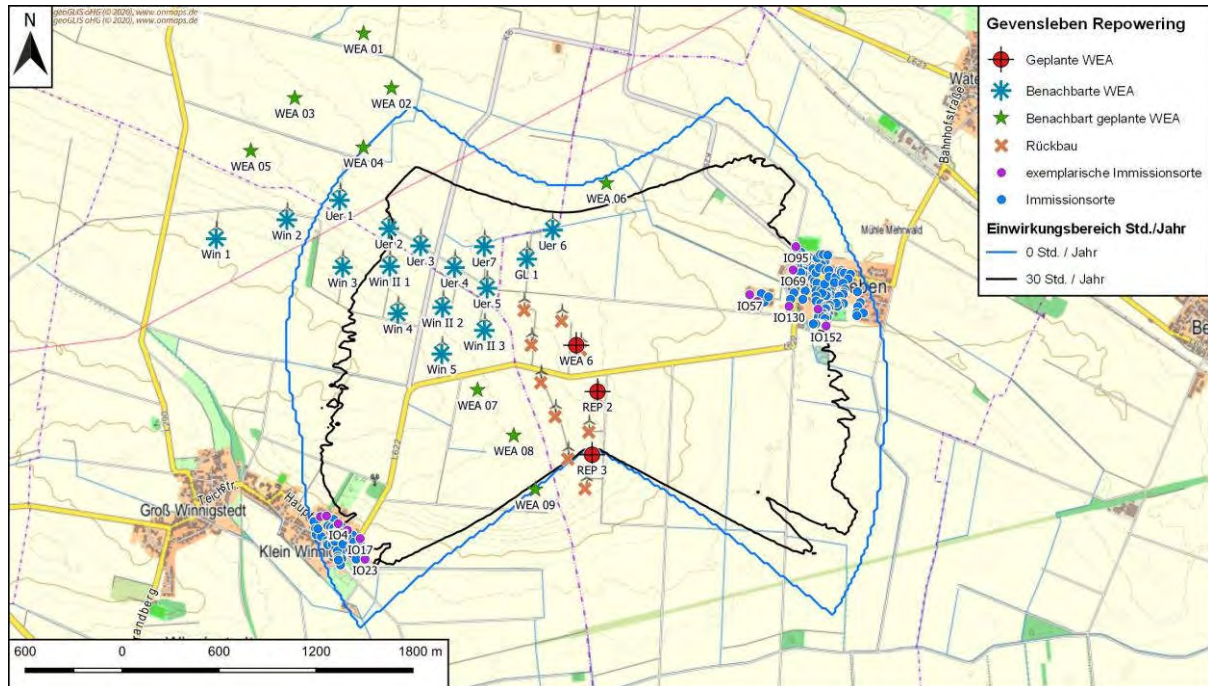 geoGLIS oHG (© 2020), www.onmaps.de
geoGLIS oHG (© 2020), www.onmaps.de
N
WEA 01
WEA 02
WEA 03
WEA 04
WEA 05
WEA 06
Uer 1
Win 2
Win 1
Uer 2
Uer 3
Uer7
Uer 6
GL 1
Win 3
Win II 1
Uer 4
Uer 5
Win 4
Win II 2
Win II 3
Win 5
WEA 6
WEA 07
REP 2
WEA 08
REP 3
WEA 09
IO95
IO69
IO57
IO130
IO152
eben
Mühle Mehrwald
Bahnhofstraße
L623
L290
L622
Groß Winnigstedt
Teichstr.
Haupt
Klein Winni
IO4
IO17
IO23
Gevensleben Repowering
Geplante WEA
Benachbarte WEA
Benachbart geplante WEA
Rückbau
exemplarische Immissionsorte
Immissionsorte
Einwirkungsbereich Std./Jahr
0 Std. / Jahr
30 Std. / Jahr
600 0 600 1200 1800 m